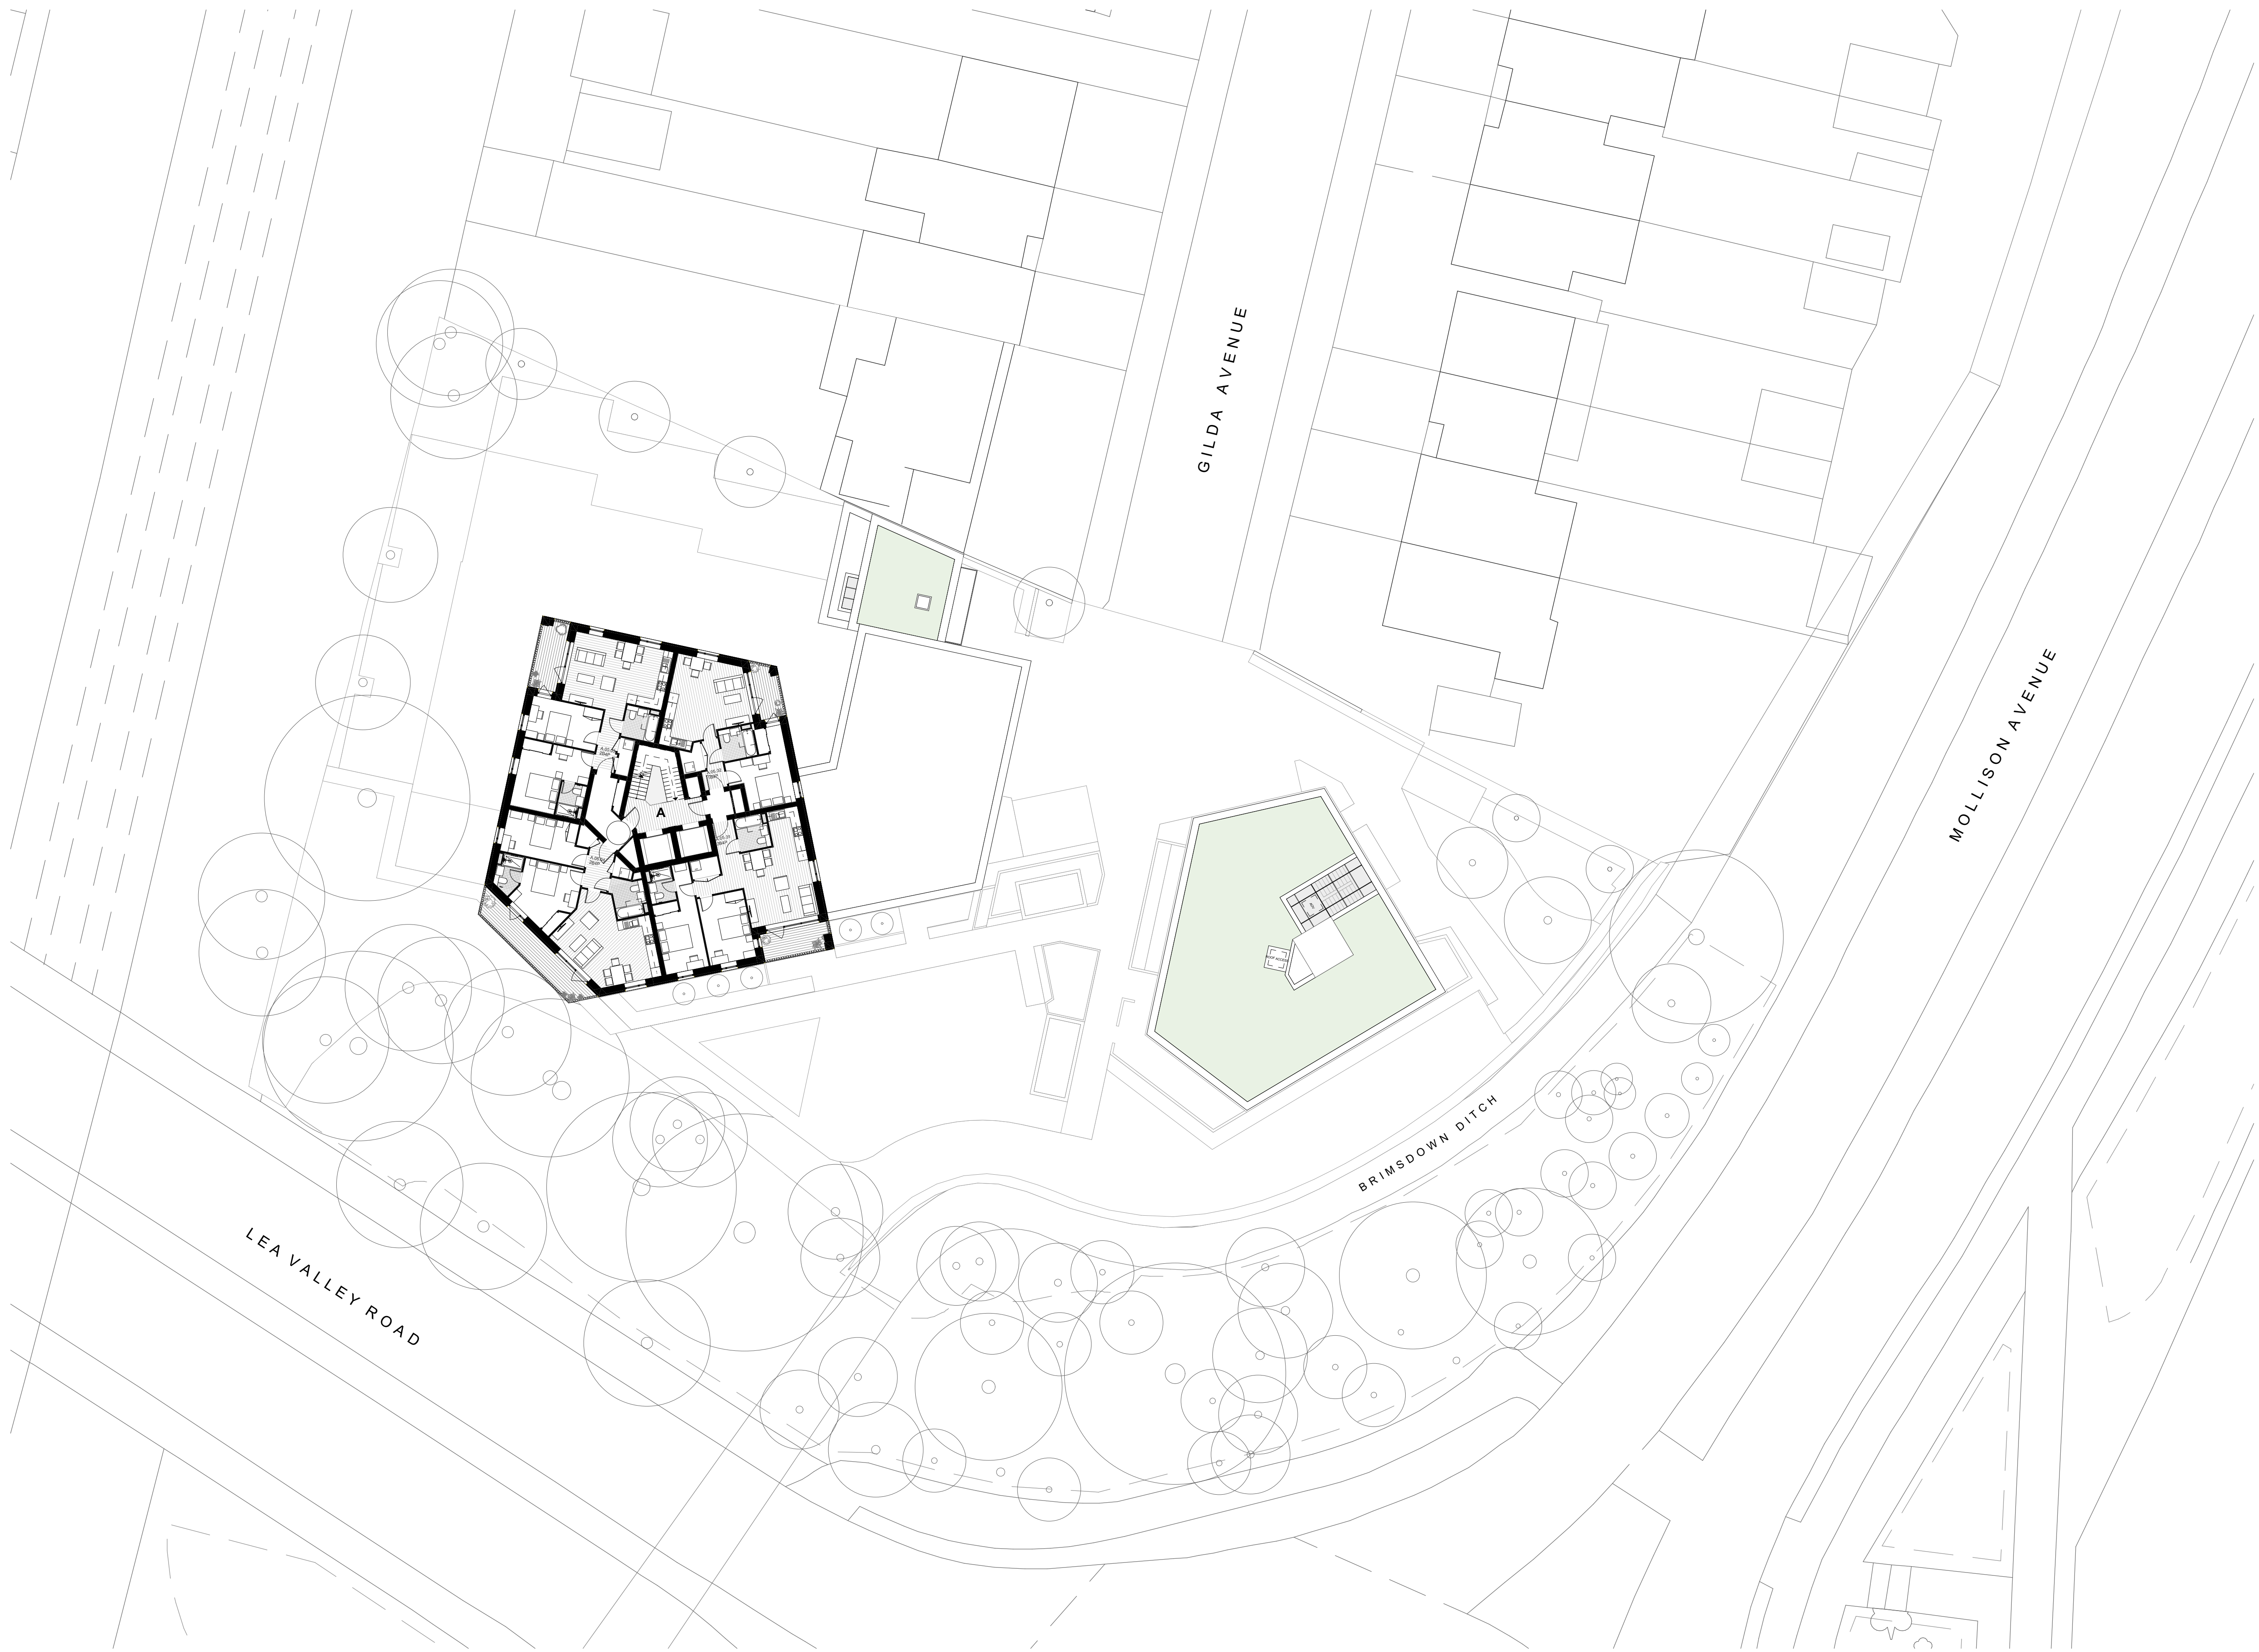 GILDA AVENUE
MOLLISON AVENUE
A
BRIMSDOWN DITCH
LEA VALLEY ROAD